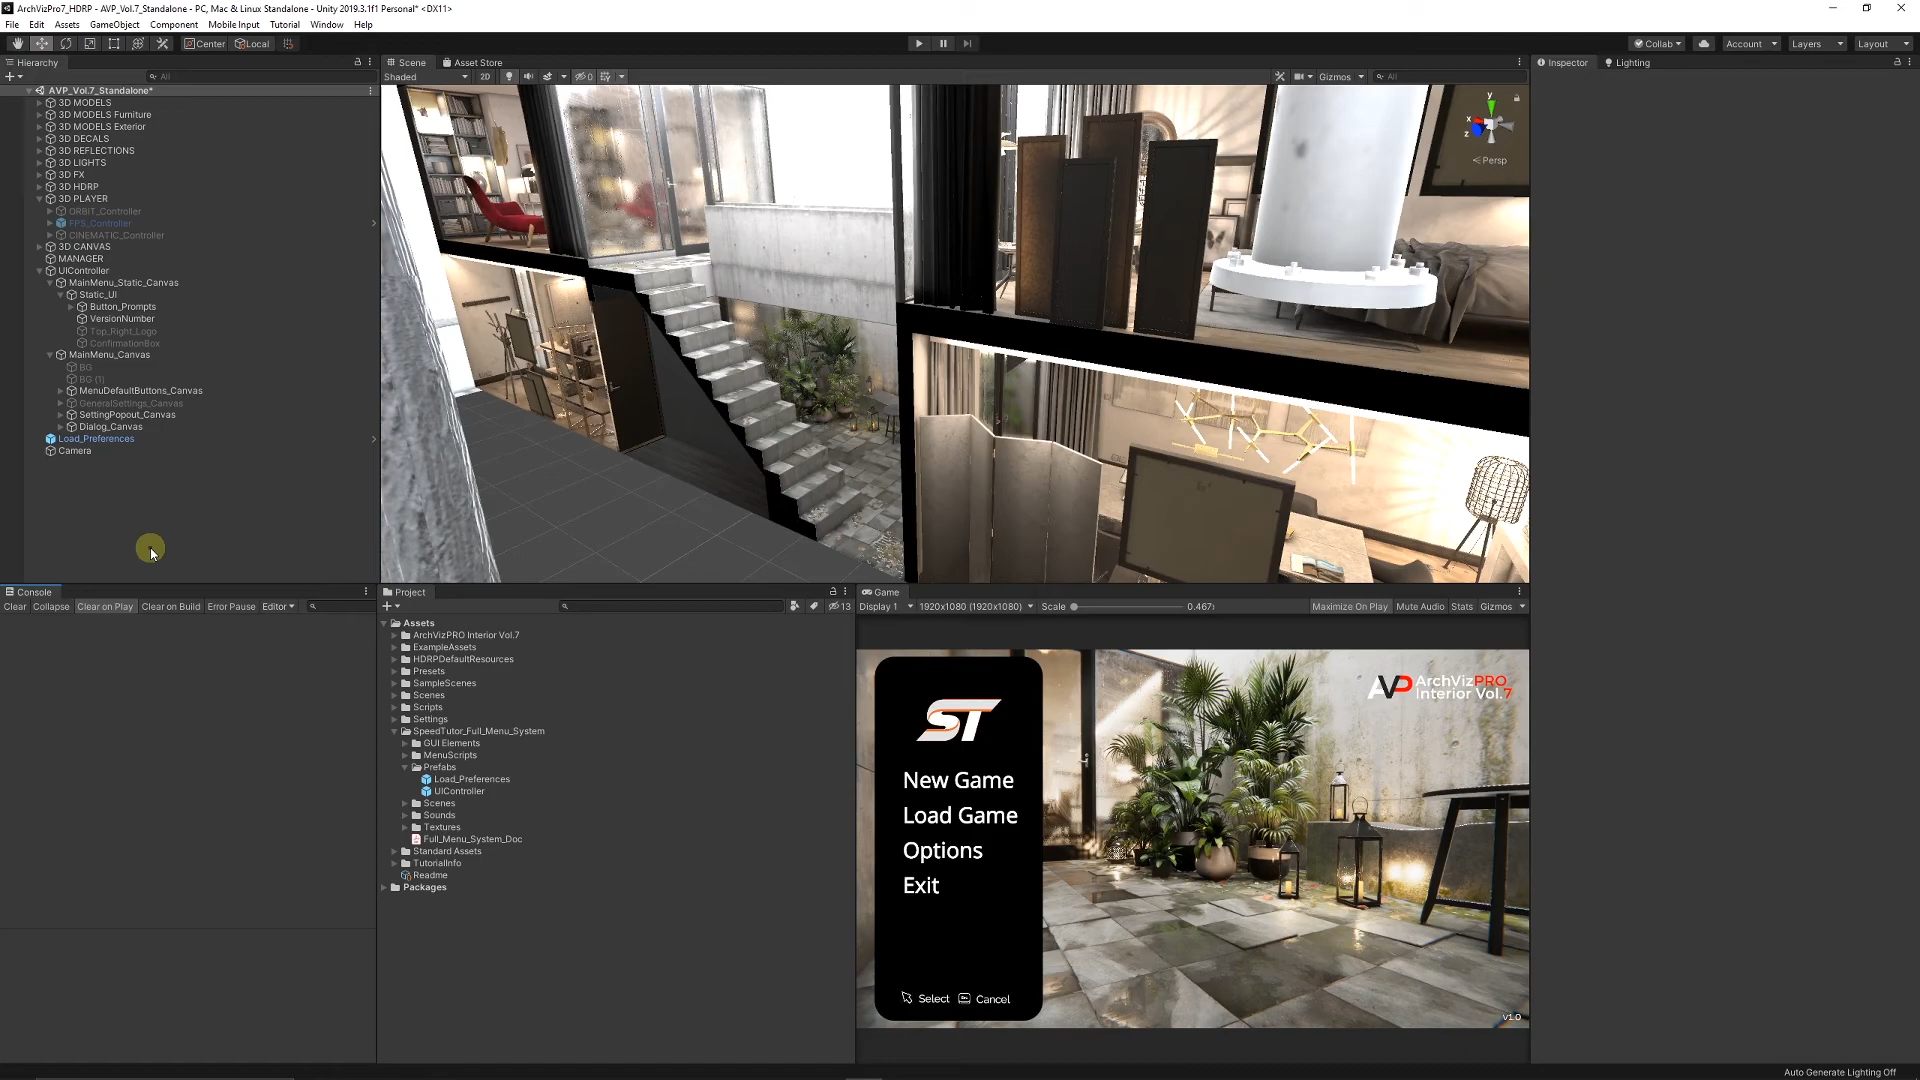 ArchVizPro7_HDRP - AVP_Vol.7_Standalone - PC, Mac & Linux Standalone - Unity 2019.3.1f1 Personal* <DX11>
File Edit Assets GameObject Component Mobile Input Tutorial Window Help
Center Local Collab Account Layers Layout
Hierarchy
All
AVP_Vol.7_Standalone*
3D MODELS
3D MODELS Furniture
3D MODELS Exterior
3D DECALS
3D REFLECTIONS
3D LIGHTS
3D FX
3D HDRP
3D PLAYER
ORBIT_Controller
FPS_Controller
CINEMATIC_Controller
3D CANVAS
MANAGER
UIController
MainMenu_Static_Canvas
Static_UI
Button_Prompts
VersionNumber
Top_Right_Logo
ConfirmationBox
MainMenu_Canvas
BG
BG (1)
MenuDefaultButtons_Canvas
GeneralSettings_Canvas
SettingPopout_Canvas
Dialog_Canvas
Load_Preferences
Camera
Scene Asset Store
Shaded 2D 0 Gizmos All
y
x
z
Persp
Inspector Lighting
Console
Clear Collapse Clear on Play Clear on Build Error Pause Editor
Project
13
Assets
ArchVizPRO Interior Vol.7
ExampleAssets
HDRPDefaultResources
Presets
SampleScenes
Scenes
Scripts
Settings
SpeedTutor_Full_Menu_System
GUI Elements
MenuScripts
Prefabs
Load_Preferences
UIController
Scenes
Sounds
Textures
Full_Menu_System_Doc
Standard Assets
TutorialInfo
Readme
Packages
Game
Display 1 1920x1080 (1920x1080) Scale 0.467 Maximize On Play Mute Audio Stats Gizmos
ST
New Game
Load Game
Options
Exit
Select Cancel
AVP ArchVizPRO
Interior Vol.7
v1.0
Auto Generate Lighting Off